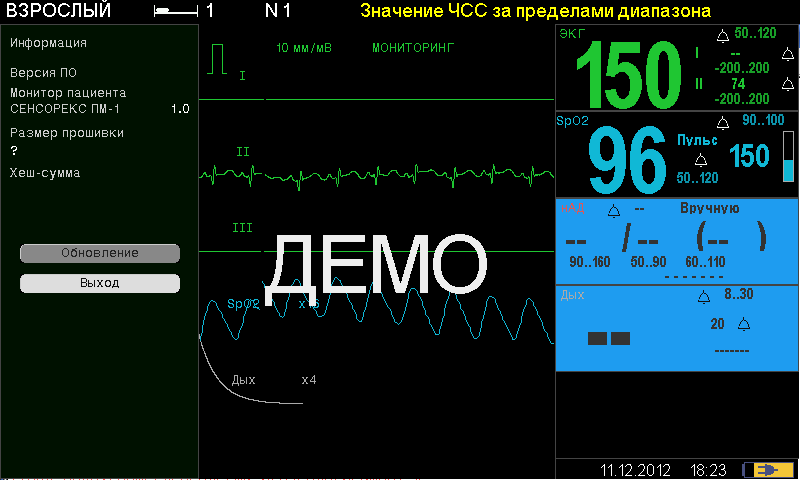 ВЗРОСЛЫЙ 1 N 1 Значение ЧСС за пределами диапазона
Информация
Версия ПО
Монитор пациента
СЕНСОРЕКС ПМ-1 1.0
Размер прошивки
?
Хеш-сумма
Обновление
Выход
10 мм/мВ МОНИТОРИНГ
I
II
III
ДЕМО
SpO2 x16
Дых x4
ЭКГ 50..120
150
I --
-200..200
II 74
-200..200
SpO2 90..100
96 Пульс 150
50..120
-- Вручную
-- / -- ( -- )
90..160 50..90 60..110
-------
Дых 8..30
-- 20
-------
11.12.2012 18:23